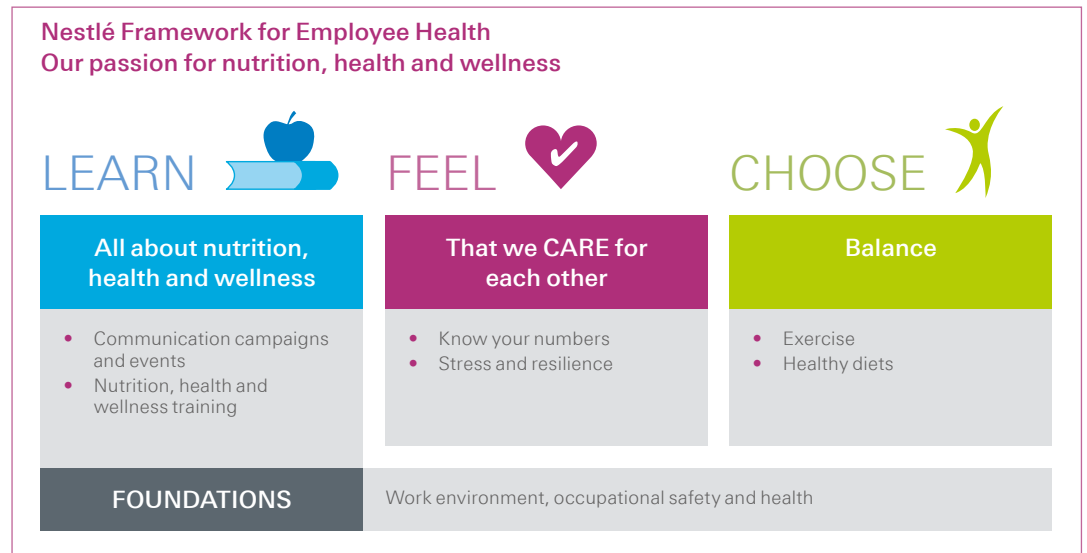 Nestlé Framework for Employee Health
Our passion for nutrition, health and wellness
LEARN
All about nutrition,
health and wellness
• Communication campaigns
and events
• Nutrition, health and
wellness training
FEEL
That we CARE for
each other
• Know your numbers
• Stress and resilience
CHOOSE
Balance
• Exercise
• Healthy diets
FOUNDATIONS
Work environment, occupational safety and health